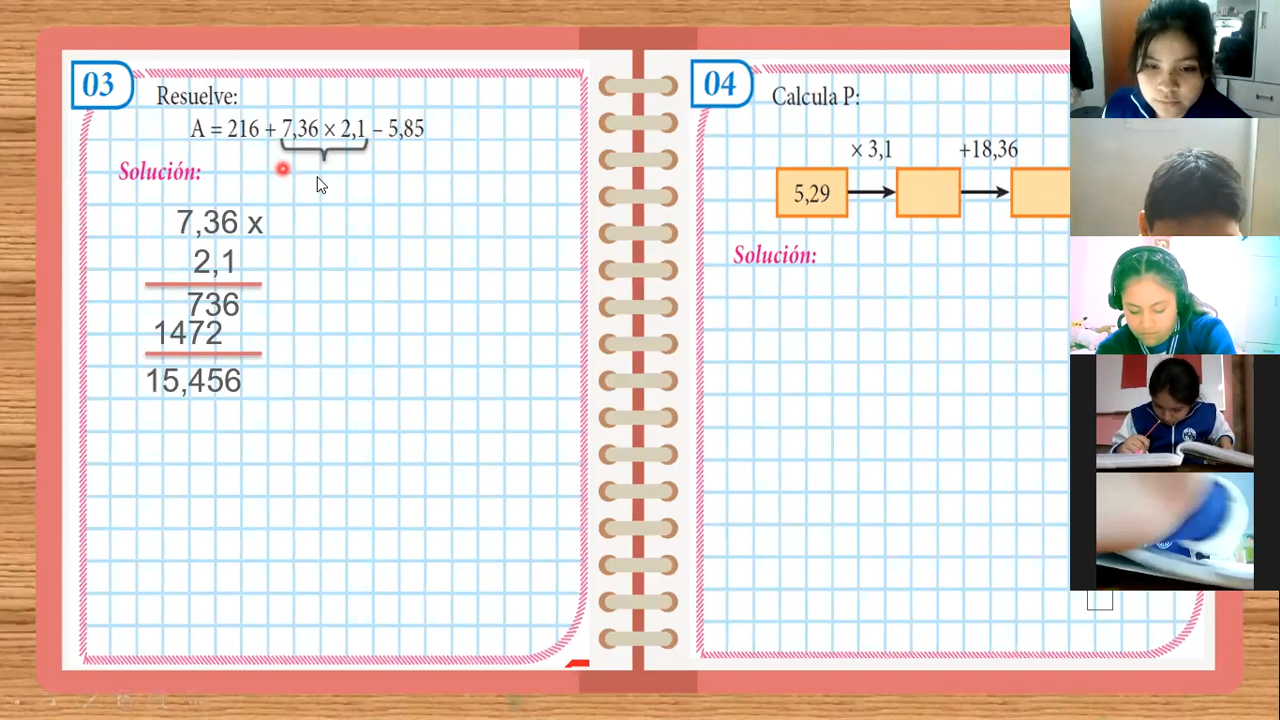 03
Resuelve:
A = 216 + 7,36 × 2,1 – 5,85
Solución:
7,36 x
2,1
736
1472
15,456
04
Calcula P:
× 3,1
+18,36
5,29
Solución: